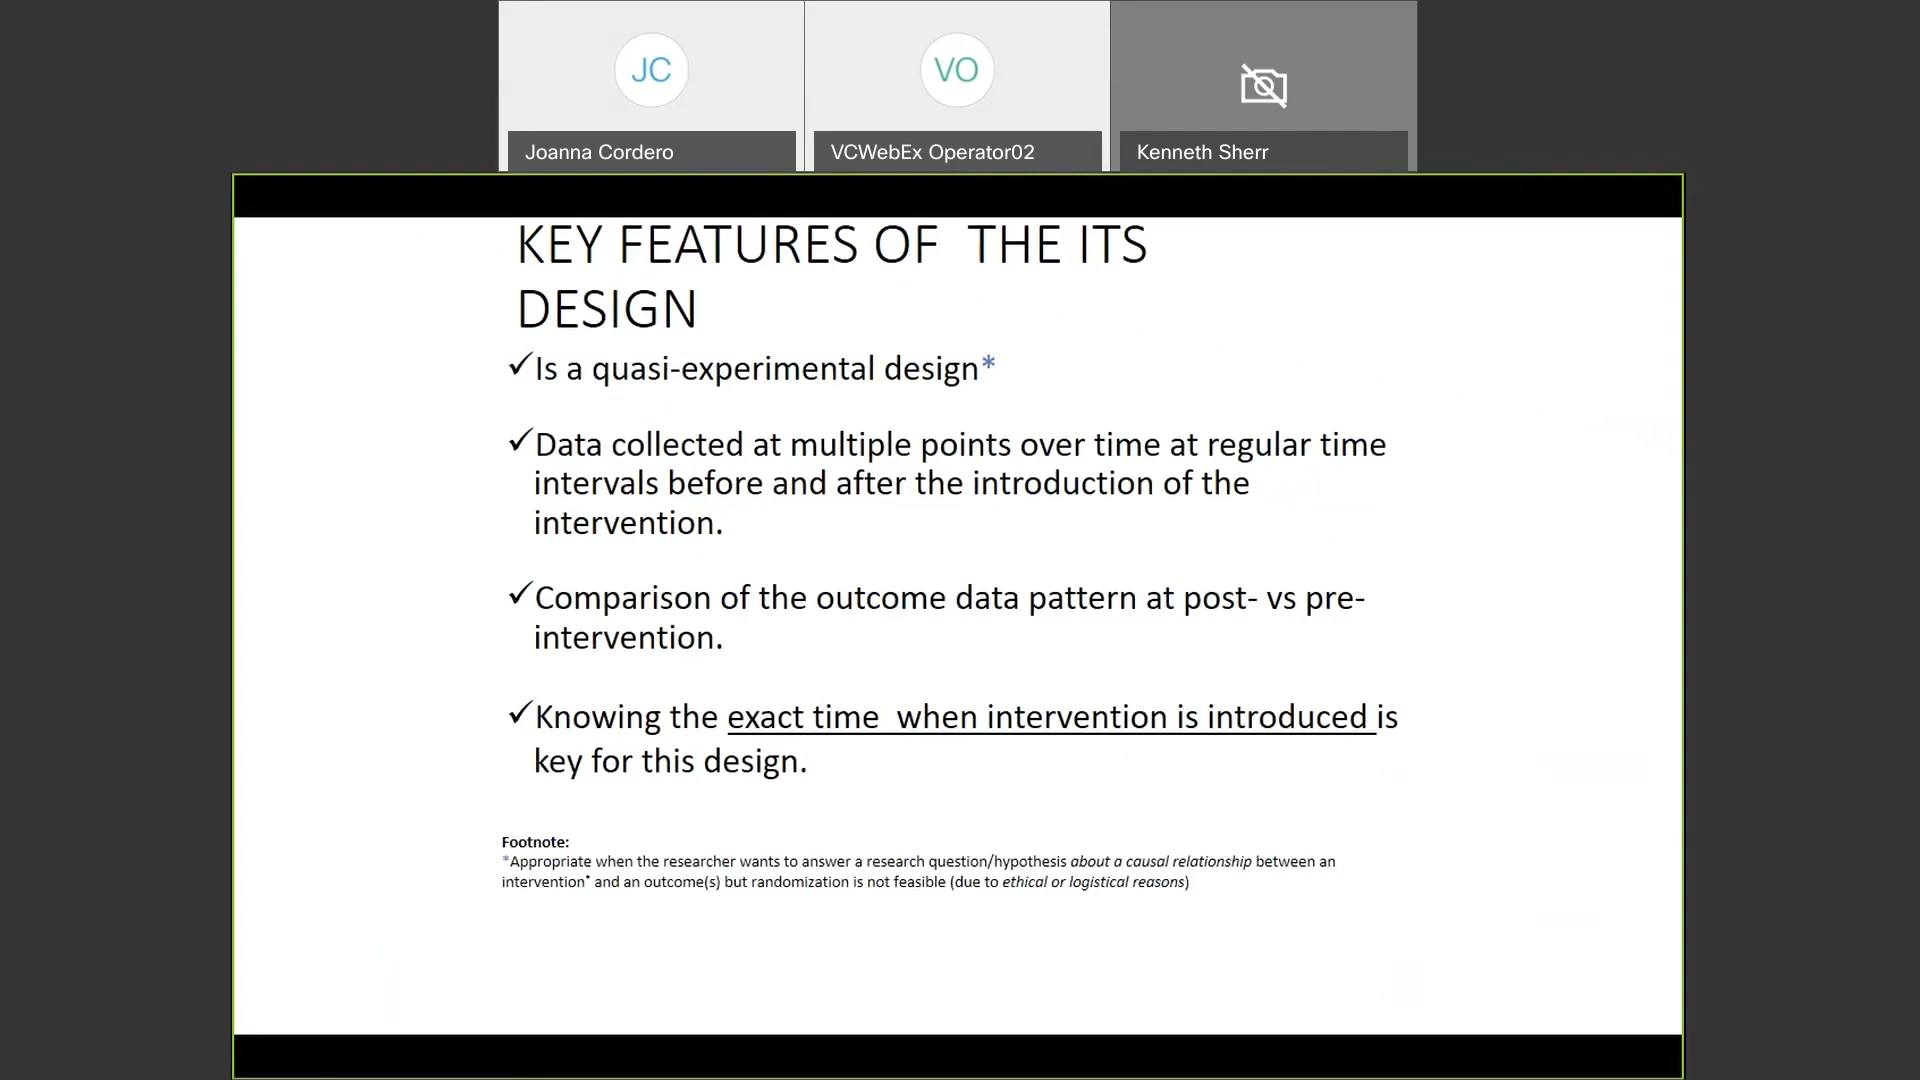 JC
VO
Joanna Cordero
VCWebEx Operator02
Kenneth Sherr
KEY FEATURES OF  THE ITS
DESIGN
✓Is a quasi-experimental design*
✓Data collected at multiple points over time at regular time
intervals before and after the introduction of the
intervention.
✓Comparison of the outcome data pattern at post- vs pre-
intervention.
✓Knowing the exact time  when intervention is introduced is
key for this design.
Footnote:
*Appropriate when the researcher wants to answer a research question/hypothesis about a causal relationship between an
intervention* and an outcome(s) but randomization is not feasible (due to ethical or logistical reasons)